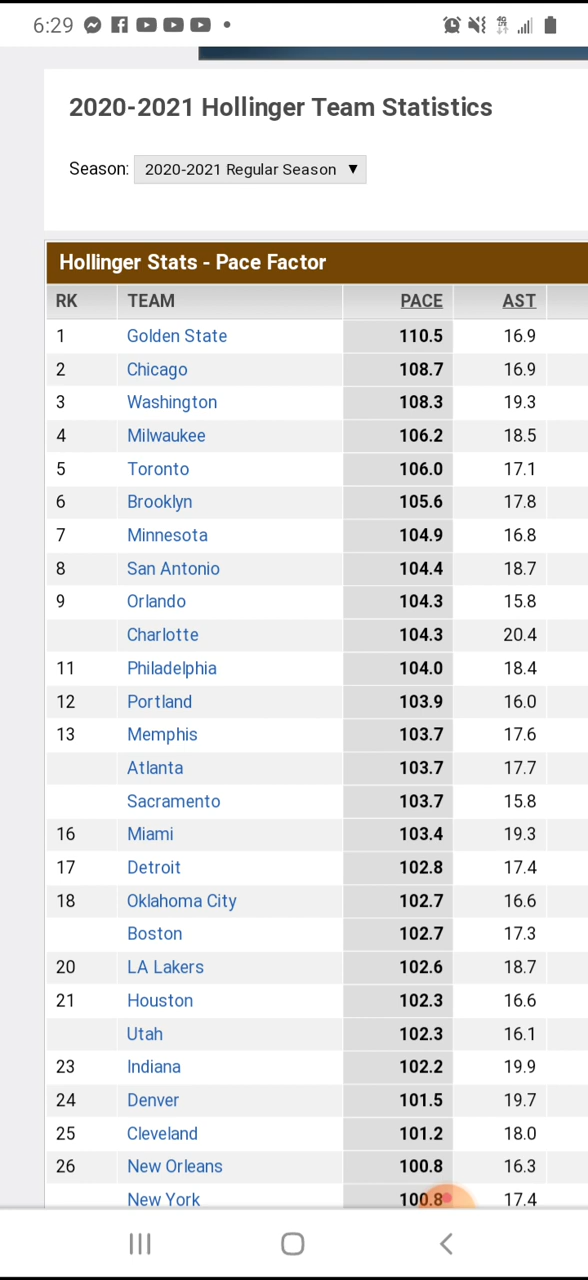 6:29
2020-2021 Hollinger Team Statistics
Season: 2020-2021 Regular Season ▼
Hollinger Stats - Pace Factor
RK TEAM PACE AST
1 Golden State 110.5 16.9
2 Chicago 108.7 16.9
3 Washington 108.3 19.3
4 Milwaukee 106.2 18.5
5 Toronto 106.0 17.1
6 Brooklyn 105.6 17.8
7 Minnesota 104.9 16.8
8 San Antonio 104.4 18.7
9 Orlando 104.3 15.8
Charlotte 104.3 20.4
11 Philadelphia 104.0 18.4
12 Portland 103.9 16.0
13 Memphis 103.7 17.6
Atlanta 103.7 17.7
Sacramento 103.7 15.8
16 Miami 103.4 19.3
17 Detroit 102.8 17.4
18 Oklahoma City 102.7 16.6
Boston 102.7 17.3
20 LA Lakers 102.6 18.7
21 Houston 102.3 16.6
Utah 102.3 16.1
23 Indiana 102.2 19.9
24 Denver 101.5 19.7
25 Cleveland 101.2 18.0
26 New Orleans 100.8 16.3
New York 100.8 17.4